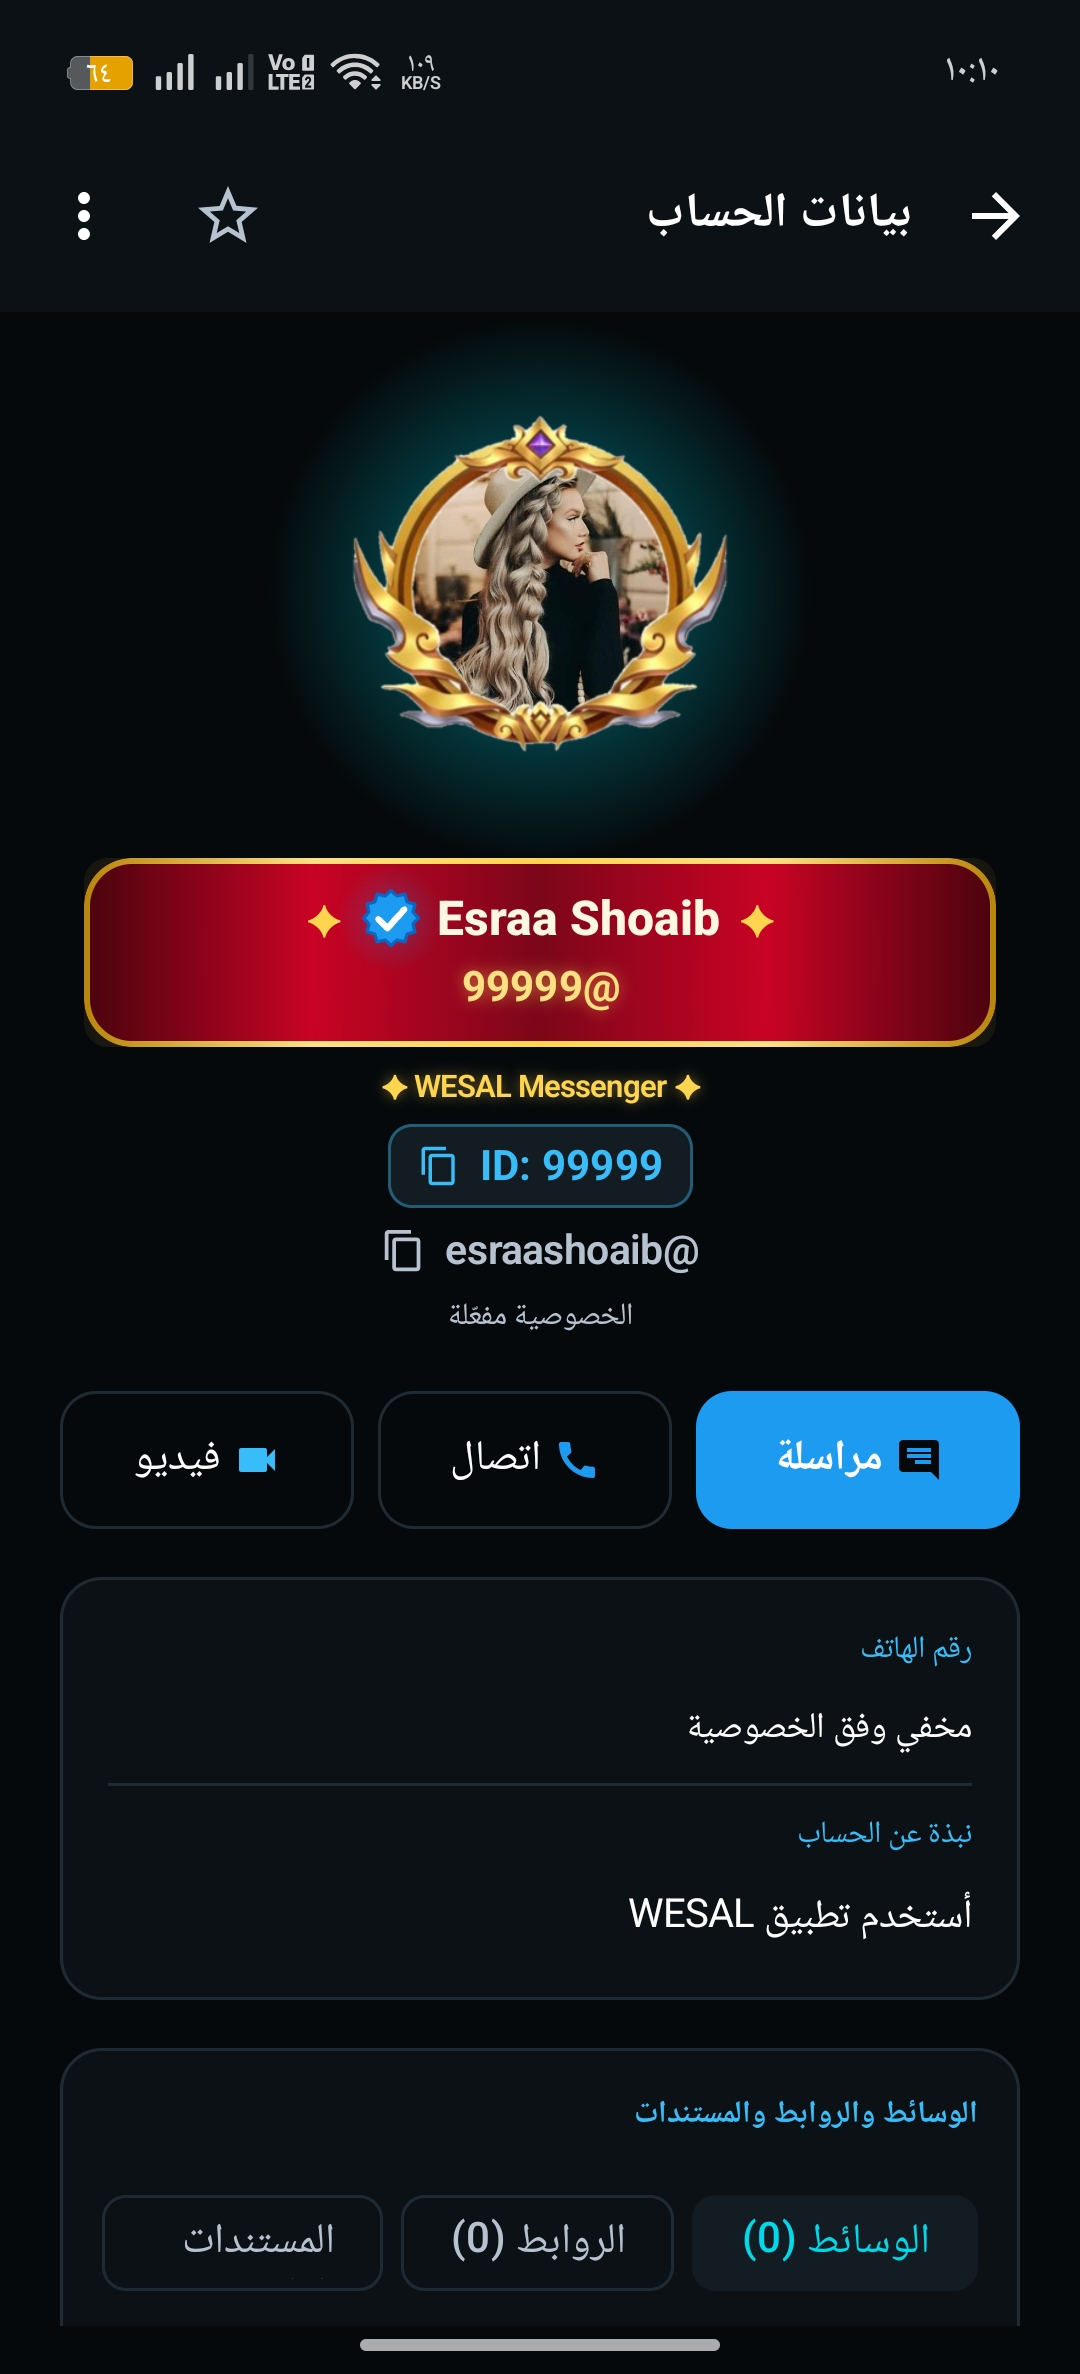 ١٠:١٠
١٠٩ KB/S
Vo 1 LTE2
٦٤
بيانات الحساب
Esraa Shoaib
99999@
WESAL Messenger
ID: 99999
esraashoaib@
الخصوصية مفعّلة
مراسلة
اتصال
فيديو
رقم الهاتف
مخفي وفق الخصوصية
نبذة عن الحساب
أستخدم تطبيق WESAL
الوسائط والروابط والمستندات
الوسائط (0)
الروابط (0)
المستندات